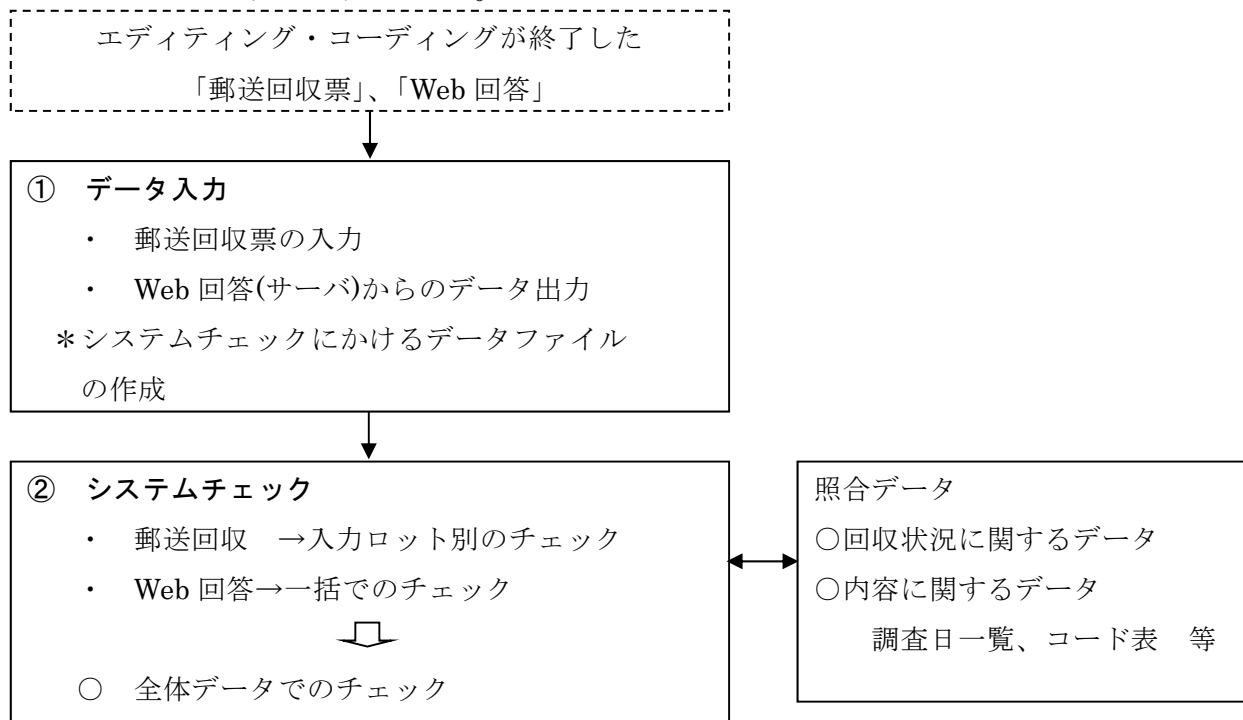 エディティング・コーディングが終了した
「郵送回収票」、「Web 回答」
① データ入力
・ 郵送回収票の入力
・ Web 回答(サーバ)からのデータ出力
＊システムチェックにかけるデータファイル
の作成
② システムチェック
・ 郵送回収 →入力ロット別のチェック
・ Web 回答→一括でのチェック
○ 全体データでのチェック
照合データ
○回収状況に関するデータ
○内容に関するデータ
調査日一覧、コード表 等